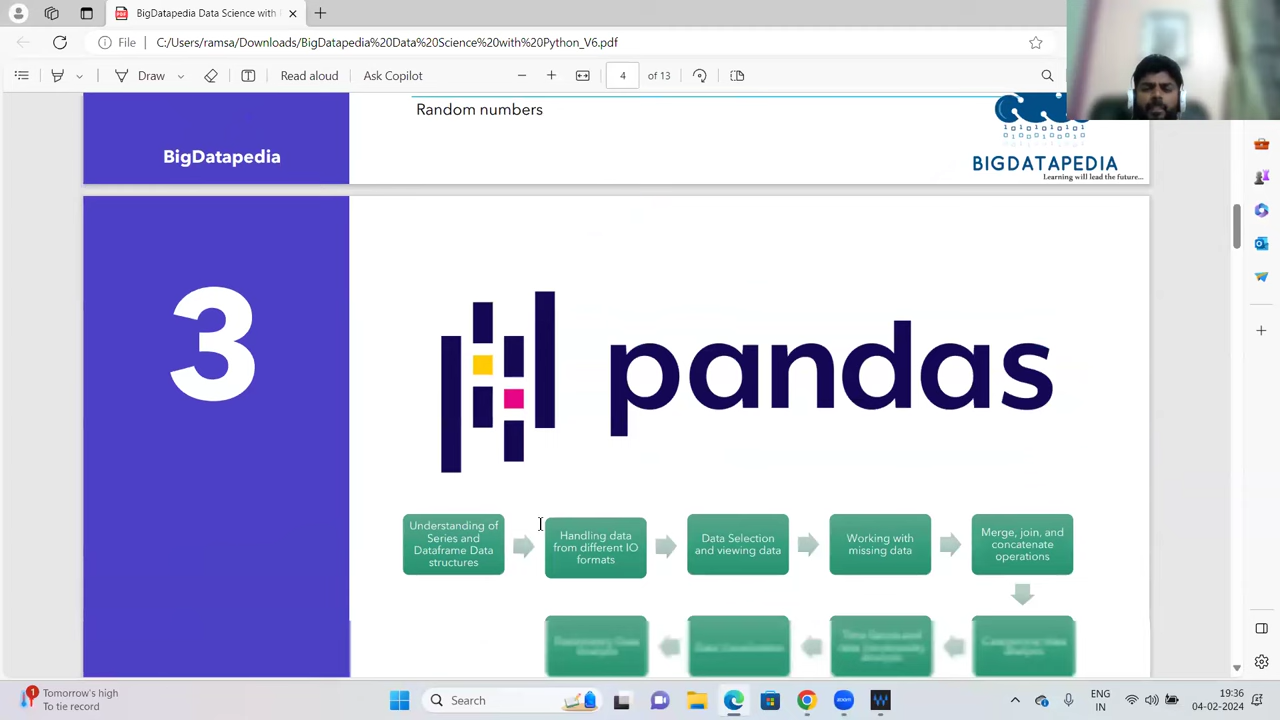 BigDatapedia Data Science with
File
C:/Users/ramsa/Downloads/BigDatapedia%20Data%20Science%20with%20Python_V6.pdf
Draw
Read aloud
Ask Copilot
4
of 13
Random numbers
BigDatapedia
BIGDATAPEDIA
Learning will lead the future...
3
pandas
Understanding of
Series and
Dataframe Data
structures
Handling data
from different IO
formats
Data Selection
and viewing data
Working with
missing data
Merge, join, and
concatenate
operations
1
Tomorrow's high
To tie record
Search
zoom
ENG
IN
19:36
04-02-2024